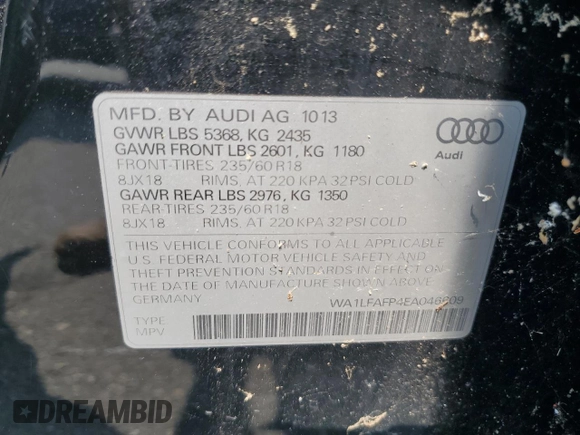 MFD. BY AUDI AG 1013
GVWR LBS 5368, KG 2435
GAWR FRONT LBS 2601, KG 1180
FRONT-TIRES 235/60 R18
8JX18 RIMS, AT 220 KPA 32 PSI COLD
GAWR REAR LBS 2976, KG 1350
REAR-TIRES 235/60 R18
8JX18 RIMS, AT 220 KPA 32 PSI COLD
Audi
THIS VEHICLE CONFORMS TO ALL APPLICABLE
U.S. FEDERAL MOTOR VEHICLE SAFETY AND
THEFT PREVENTION STANDARDS IN EFFECT ON
THE DATE OF MANUFACTURE SHOWN ABOVE
GERMANY WA1LFAFP4EA046609
TYPE
MPV
DREAMBID